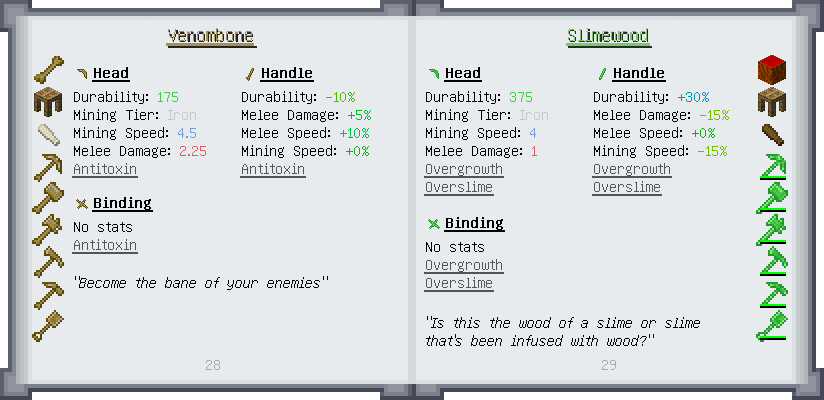 Venombone
Head
Durability: 175
Mining Tier: Iron
Mining Speed: 4.5
Melee Damage: 2.25
Antitoxin
Handle
Durability: -10%
Melee Damage: +5%
Melee Speed: +10%
Mining Speed: +0%
Antitoxin
Binding
No stats
Antitoxin
"Become the bane of your enemies"
28
Slimewood
Head
Durability: 375
Mining Tier: Iron
Mining Speed: 4
Melee Damage: 1
Overgrowth
Overslime
Handle
Durability: +30%
Melee Damage: -15%
Melee Speed: +0%
Mining Speed: -15%
Overgrowth
Overslime
Binding
No stats
Overgrowth
Overslime
"Is this the wood of a slime or slime
that's been infused with wood?"
29